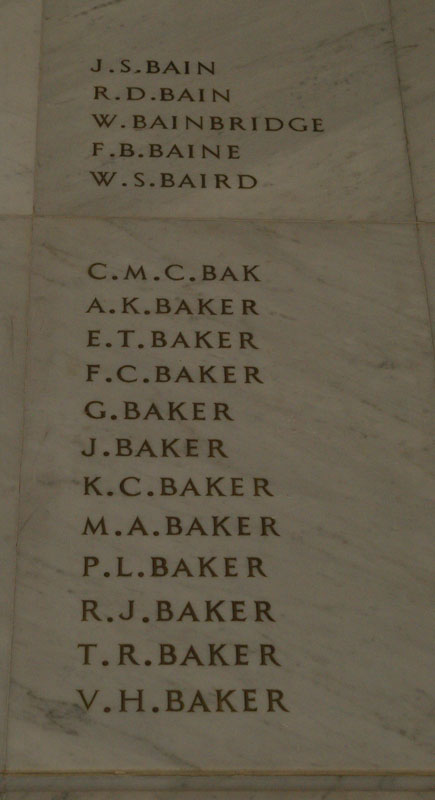 J.S.BAIN
R.D.BAIN
W.BAINBRIDGE
F.B.BAINE
W.S.BAIRD
C.M.C.BAK
A.K.BAKER
E.T.BAKER
F.C.BAKER
G.BAKER
J.BAKER
K.C.BAKER
M.A.BAKER
P.L.BAKER
R.J.BAKER
T.R.BAKER
V.H.BAKER